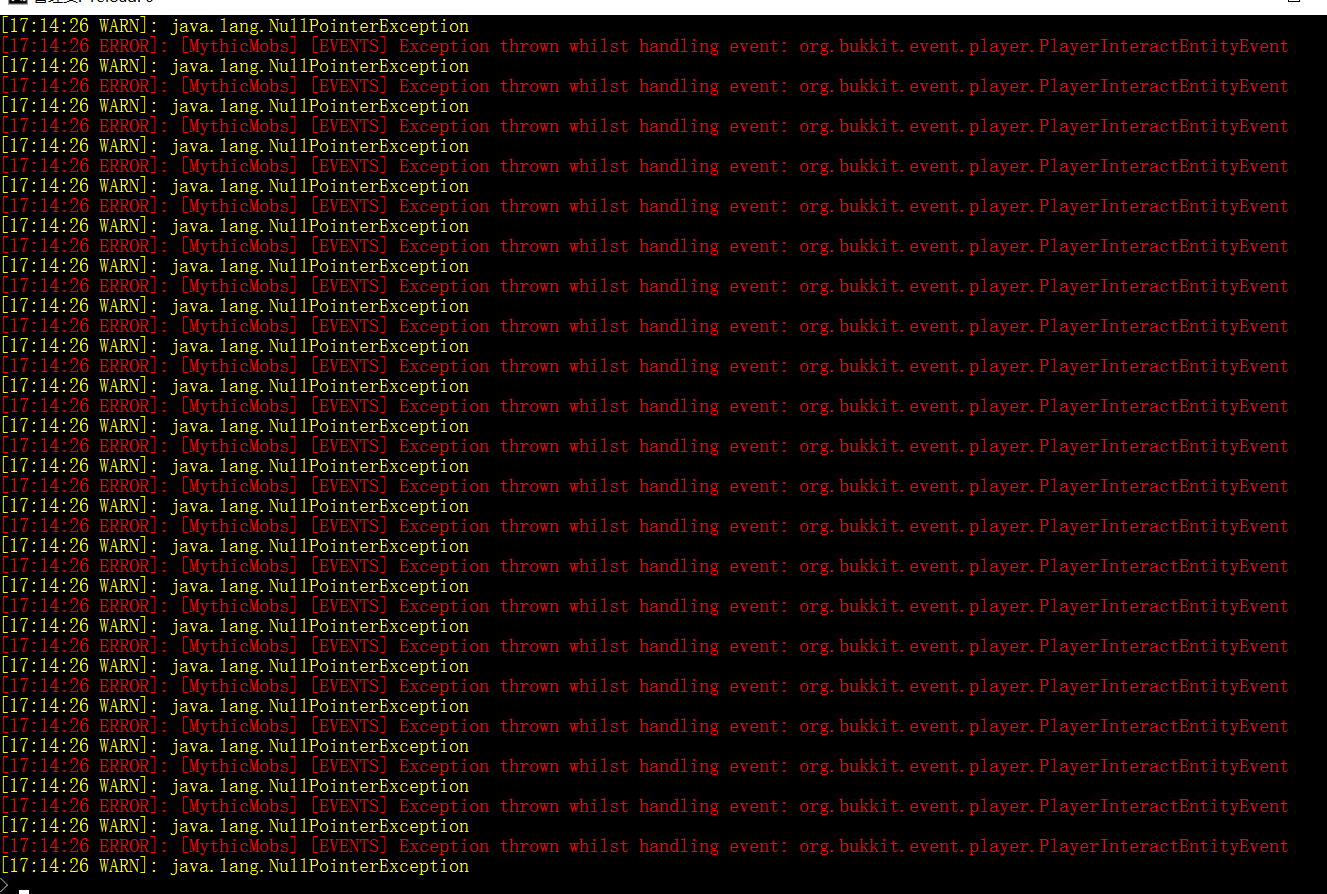 [17:14:26 WARN]: java.lang.NullPointerException
[17:14:26 ERROR]: [MythicMobs] [EVENTS] Exception thrown whilst handling event: org.bukkit.event.player.PlayerInteractEntityEvent
[17:14:26 WARN]: java.lang.NullPointerException
[17:14:26 ERROR]: [MythicMobs] [EVENTS] Exception thrown whilst handling event: org.bukkit.event.player.PlayerInteractEntityEvent
[17:14:26 WARN]: java.lang.NullPointerException
[17:14:26 ERROR]: [MythicMobs] [EVENTS] Exception thrown whilst handling event: org.bukkit.event.player.PlayerInteractEntityEvent
[17:14:26 WARN]: java.lang.NullPointerException
[17:14:26 ERROR]: [MythicMobs] [EVENTS] Exception thrown whilst handling event: org.bukkit.event.player.PlayerInteractEntityEvent
[17:14:26 WARN]: java.lang.NullPointerException
[17:14:26 ERROR]: [MythicMobs] [EVENTS] Exception thrown whilst handling event: org.bukkit.event.player.PlayerInteractEntityEvent
[17:14:26 WARN]: java.lang.NullPointerException
[17:14:26 ERROR]: [MythicMobs] [EVENTS] Exception thrown whilst handling event: org.bukkit.event.player.PlayerInteractEntityEvent
[17:14:26 WARN]: java.lang.NullPointerException
[17:14:26 ERROR]: [MythicMobs] [EVENTS] Exception thrown whilst handling event: org.bukkit.event.player.PlayerInteractEntityEvent
[17:14:26 WARN]: java.lang.NullPointerException
[17:14:26 ERROR]: [MythicMobs] [EVENTS] Exception thrown whilst handling event: org.bukkit.event.player.PlayerInteractEntityEvent
[17:14:26 WARN]: java.lang.NullPointerException
[17:14:26 ERROR]: [MythicMobs] [EVENTS] Exception thrown whilst handling event: org.bukkit.event.player.PlayerInteractEntityEvent
[17:14:26 WARN]: java.lang.NullPointerException
[17:14:26 ERROR]: [MythicMobs] [EVENTS] Exception thrown whilst handling event: org.bukkit.event.player.PlayerInteractEntityEvent
[17:14:26 WARN]: java.lang.NullPointerException
[17:14:26 ERROR]: [MythicMobs] [EVENTS] Exception thrown whilst handling event: org.bukkit.event.player.PlayerInteractEntityEvent
[17:14:26 WARN]: java.lang.NullPointerException
[17:14:26 ERROR]: [MythicMobs] [EVENTS] Exception thrown whilst handling event: org.bukkit.event.player.PlayerInteractEntityEvent
[17:14:26 WARN]: java.lang.NullPointerException
[17:14:26 ERROR]: [MythicMobs] [EVENTS] Exception thrown whilst handling event: org.bukkit.event.player.PlayerInteractEntityEvent
[17:14:26 WARN]: java.lang.NullPointerException
[17:14:26 ERROR]: [MythicMobs] [EVENTS] Exception thrown whilst handling event: org.bukkit.event.player.PlayerInteractEntityEvent
[17:14:26 WARN]: java.lang.NullPointerException
[17:14:26 ERROR]: [MythicMobs] [EVENTS] Exception thrown whilst handling event: org.bukkit.event.player.PlayerInteractEntityEvent
[17:14:26 WARN]: java.lang.NullPointerException
[17:14:26 ERROR]: [MythicMobs] [EVENTS] Exception thrown whilst handling event: org.bukkit.event.player.PlayerInteractEntityEvent
[17:14:26 WARN]: java.lang.NullPointerException
[17:14:26 ERROR]: [MythicMobs] [EVENTS] Exception thrown whilst handling event: org.bukkit.event.player.PlayerInteractEntityEvent
[17:14:26 WARN]: java.lang.NullPointerException
[17:14:26 ERROR]: [MythicMobs] [EVENTS] Exception thrown whilst handling event: org.bukkit.event.player.PlayerInteractEntityEvent
[17:14:26 WARN]: java.lang.NullPointerException
[17:14:26 ERROR]: [MythicMobs] [EVENTS] Exception thrown whilst handling event: org.bukkit.event.player.PlayerInteractEntityEvent
[17:14:26 WARN]: java.lang.NullPointerException
[17:14:26 ERROR]: [MythicMobs] [EVENTS] Exception thrown whilst handling event: org.bukkit.event.player.PlayerInteractEntityEvent
[17:14:26 WARN]: java.lang.NullPointerException
[17:14:26 ERROR]: [MythicMobs] [EVENTS] Exception thrown whilst handling event: org.bukkit.event.player.PlayerInteractEntityEvent
[17:14:26 WARN]: java.lang.NullPointerException
>